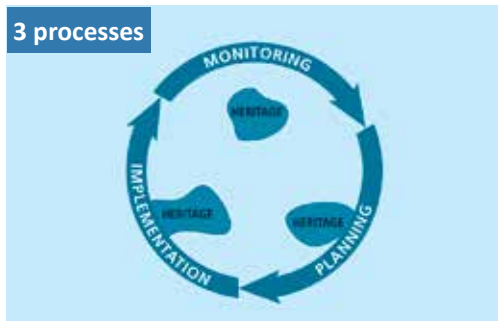 3 processes
MONITORING
HERITAGE
HERITAGE
HERITAGE
IMPLEMENTATION
PLANNING